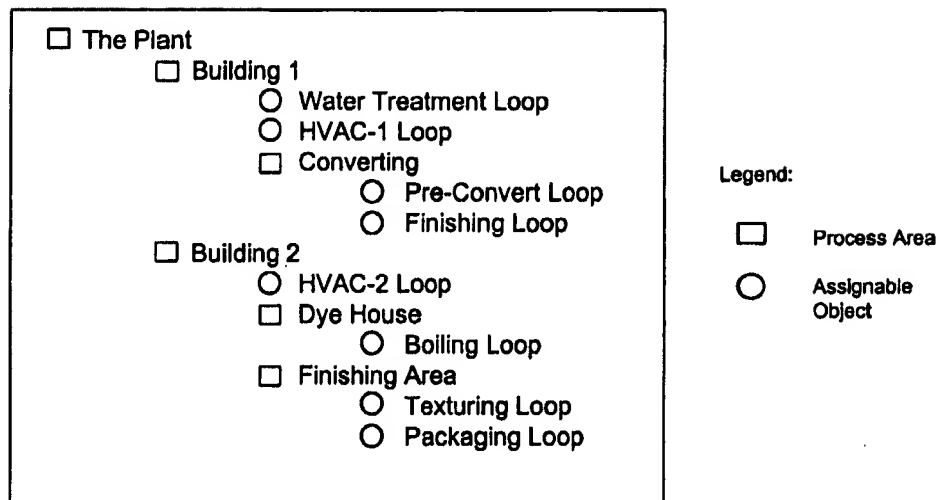 The Plant
Building 1
Water Treatment Loop
HVAC-1 Loop
Converting
Pre-Convert Loop
Finishing Loop
Building 2
HVAC-2 Loop
Dye House
Boiling Loop
Finishing Area
Texturing Loop
Packaging Loop
Legend:
Process Area
Assignable
Object